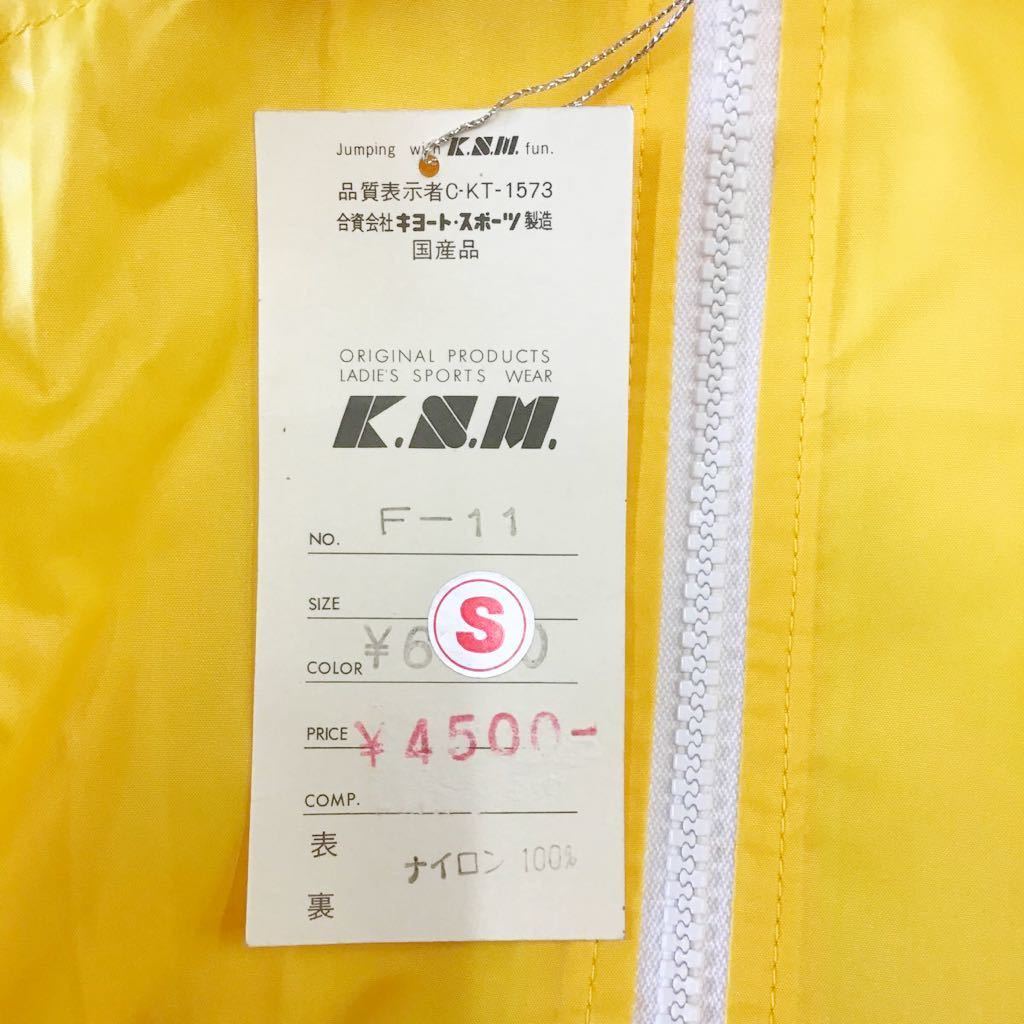 Jumping with K.S.M. fun.
品質表示者C-KT-1573
合資会社 キヨート・スポーツ 製造
国産品
ORIGINAL PRODUCTS
LADIE'S SPORTS WEAR
K.S.M.
NO. F-11
SIZE S
COLOR
PRICE ¥4500-
COMP.
表 ナイロン 100%
裏